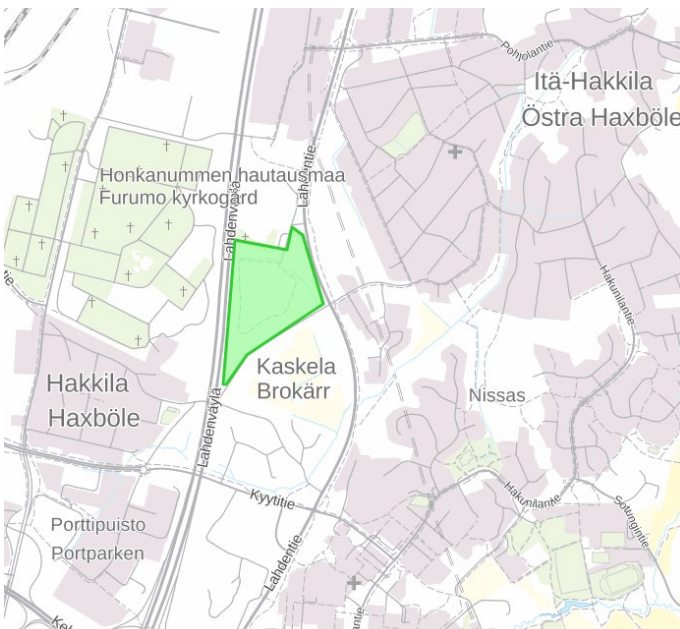 Pohjolantie
Itä-Hakkila
Östra Haxböle
Lahdentie
Honkanummen hautausmaa
Furumo kyrkogård
Lahdenväylä
Hakunilantie
Kaskela
Brokärr
Hakkila
Haxböle
Nissas
Lahdenväylä
Kyytitie
Hakunilantie
Sotungintie
Porttipuisto
Portparken
Lahdentie